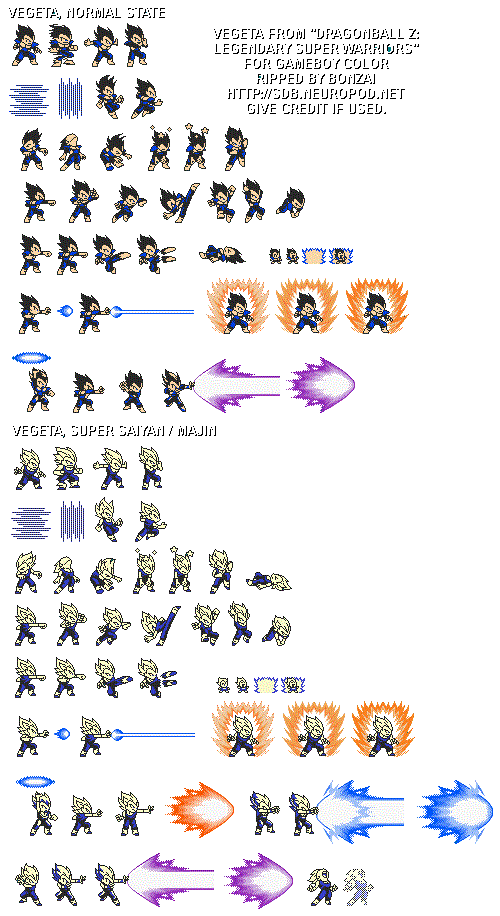 VEGETA, NORMAL STATE
VEGETA FROM "DRAGONBALL Z:
LEGENDARY SUPER WARRIORS"
FOR GAMEBOY COLOR
RIPPED BY BONZAI
HTTP://SDB.NEUROPOD.NET
GIVE CREDIT IF USED.
VEGETA, SUPER SAIYAN / MAJIN